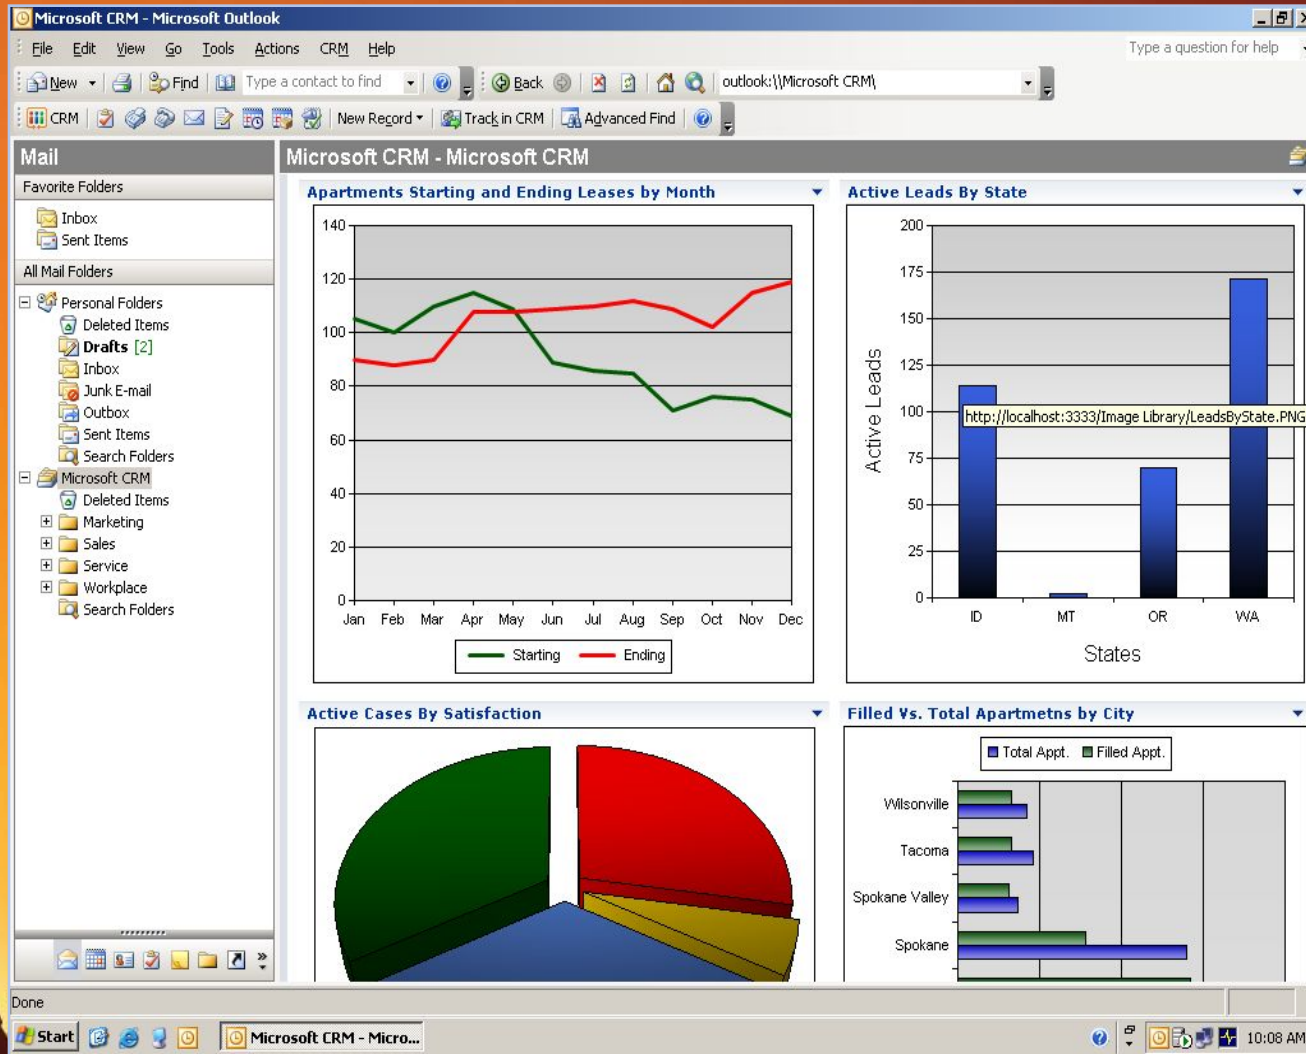 Microsoft CRM - Microsoft Outlook
File Edit View Go Tools Actions CRM Help Type a question for help
New Find Type a contact to find Back outlook:\\Microsoft CRM\
CRM New Record Track in CRM Advanced Find
Mail
Favorite Folders
Inbox
Sent Items
All Mail Folders
Personal Folders
Deleted Items
Drafts [2]
Inbox
Junk E-mail
Outbox
Sent Items
Search Folders
Microsoft CRM
Deleted Items
Marketing
Sales
Service
Workplace
Search Folders
Microsoft CRM - Microsoft CRM
Apartments Starting and Ending Leases by Month
140
120
100
80
60
40
20
0
Jan Feb Mar Apr May Jun Jul Aug Sep Oct Nov Dec
Starting Ending
Active Leads By State
200
175
150
125
100
75
50
25
0
Active Leads
http://localhost:3333/Image Library/LeadsByState.PNG
ID MT OR WA
States
Active Cases By Satisfaction
Filled Vs. Total Apartmetns by City
Total Appt. Filled Appt.
Wilsonville
Tacoma
Spokane Valley
Spokane
Done
Start Microsoft CRM - Micro... 10:08 AM